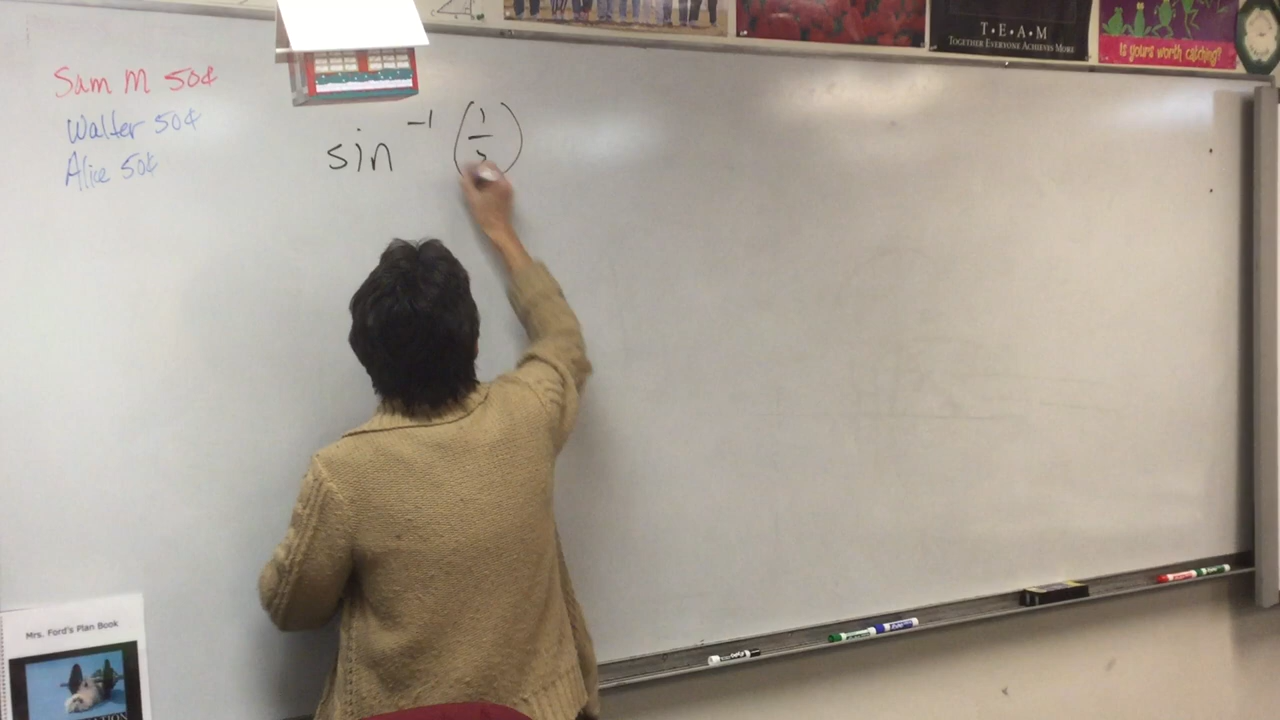 T·E·A·M
TOGETHER EVERYONE ACHIEVES MORE
Is yours worth catching?
Sam M 50¢
Walter 50¢
Alice 50¢
sin⁻¹ (1/
Mrs. Ford's Plan Book